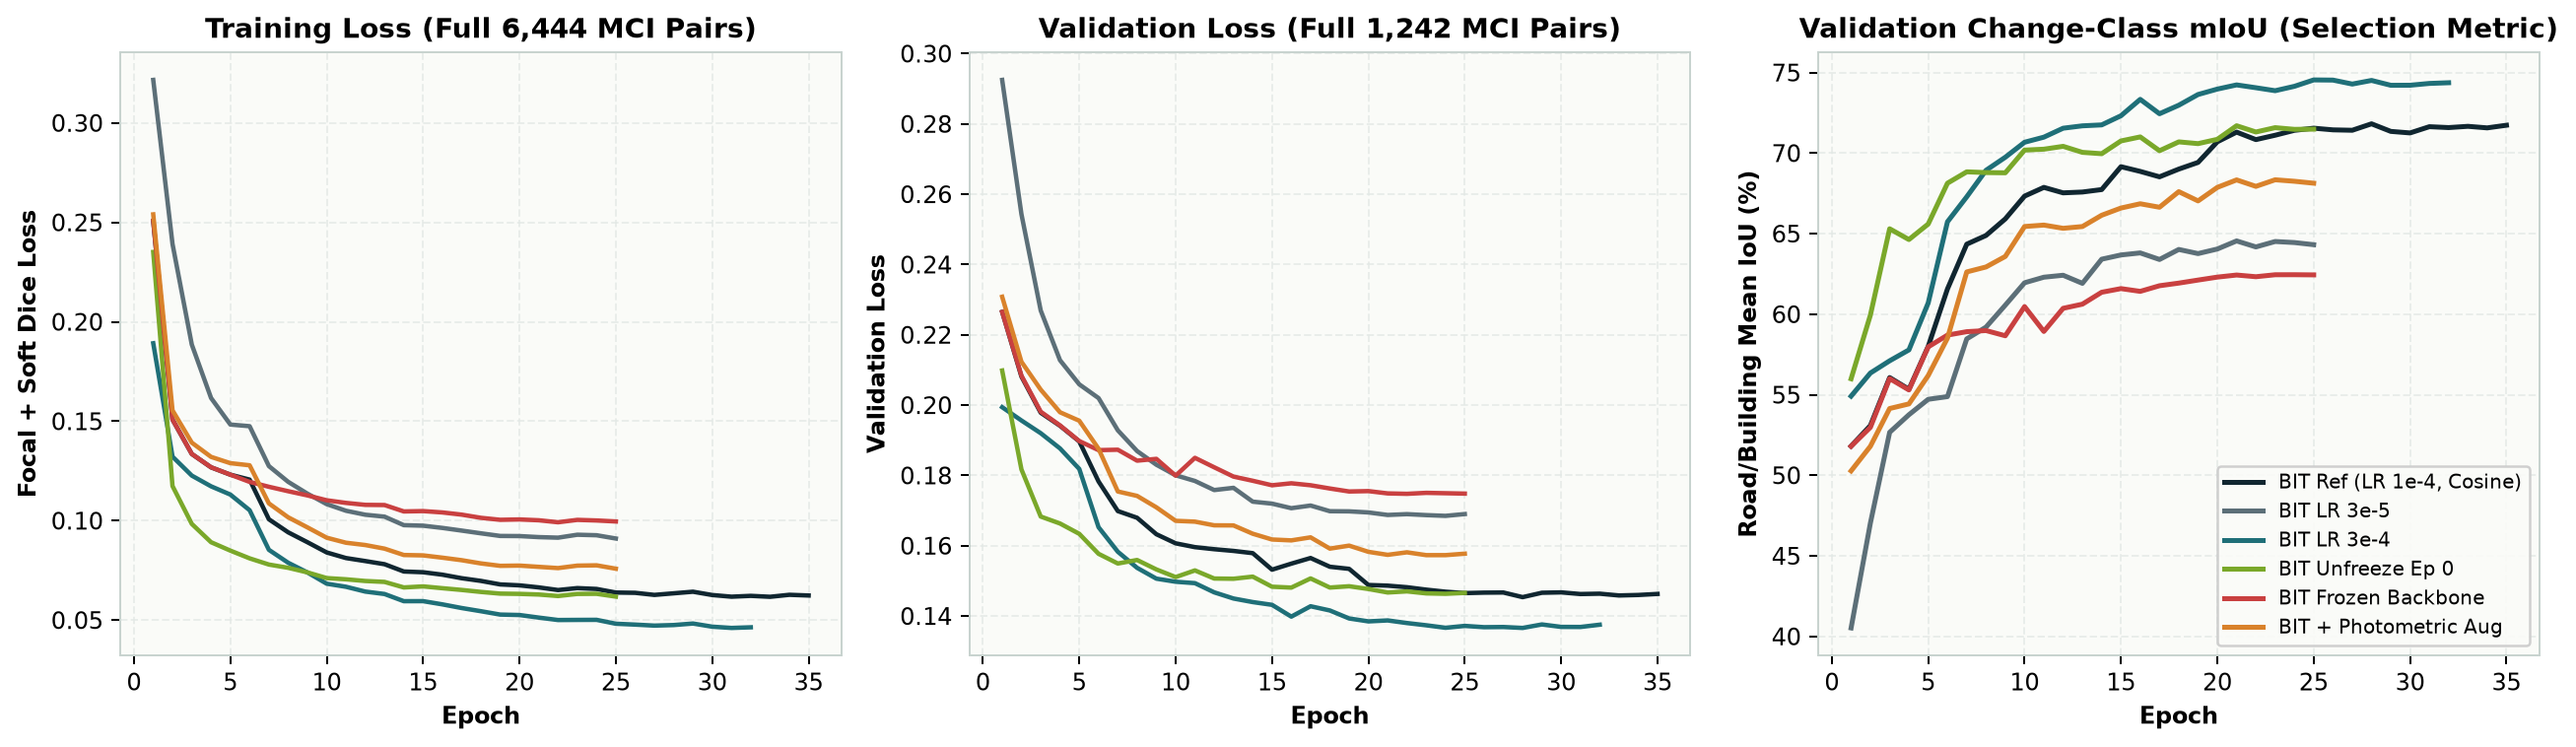 Training Loss (Full 6,444 MCI Pairs)
Focal + Soft Dice Loss
0.30
0.25
0.20
0.15
0.10
0.05
0 5 10 15 20 25 30 35
Epoch
Validation Loss (Full 1,242 MCI Pairs)
Validation Loss
0.30
0.28
0.26
0.24
0.22
0.20
0.18
0.16
0.14
0 5 10 15 20 25 30 35
Epoch
Validation Change-Class mIoU (Selection Metric)
Road/Building Mean IoU (%)
75
70
65
60
55
50
45
40
BIT Ref (LR 1e-4, Cosine)
BIT LR 3e-5
BIT LR 3e-4
BIT Unfreeze Ep 0
BIT Frozen Backbone
BIT + Photometric Aug
0 5 10 15 20 25 30 35
Epoch